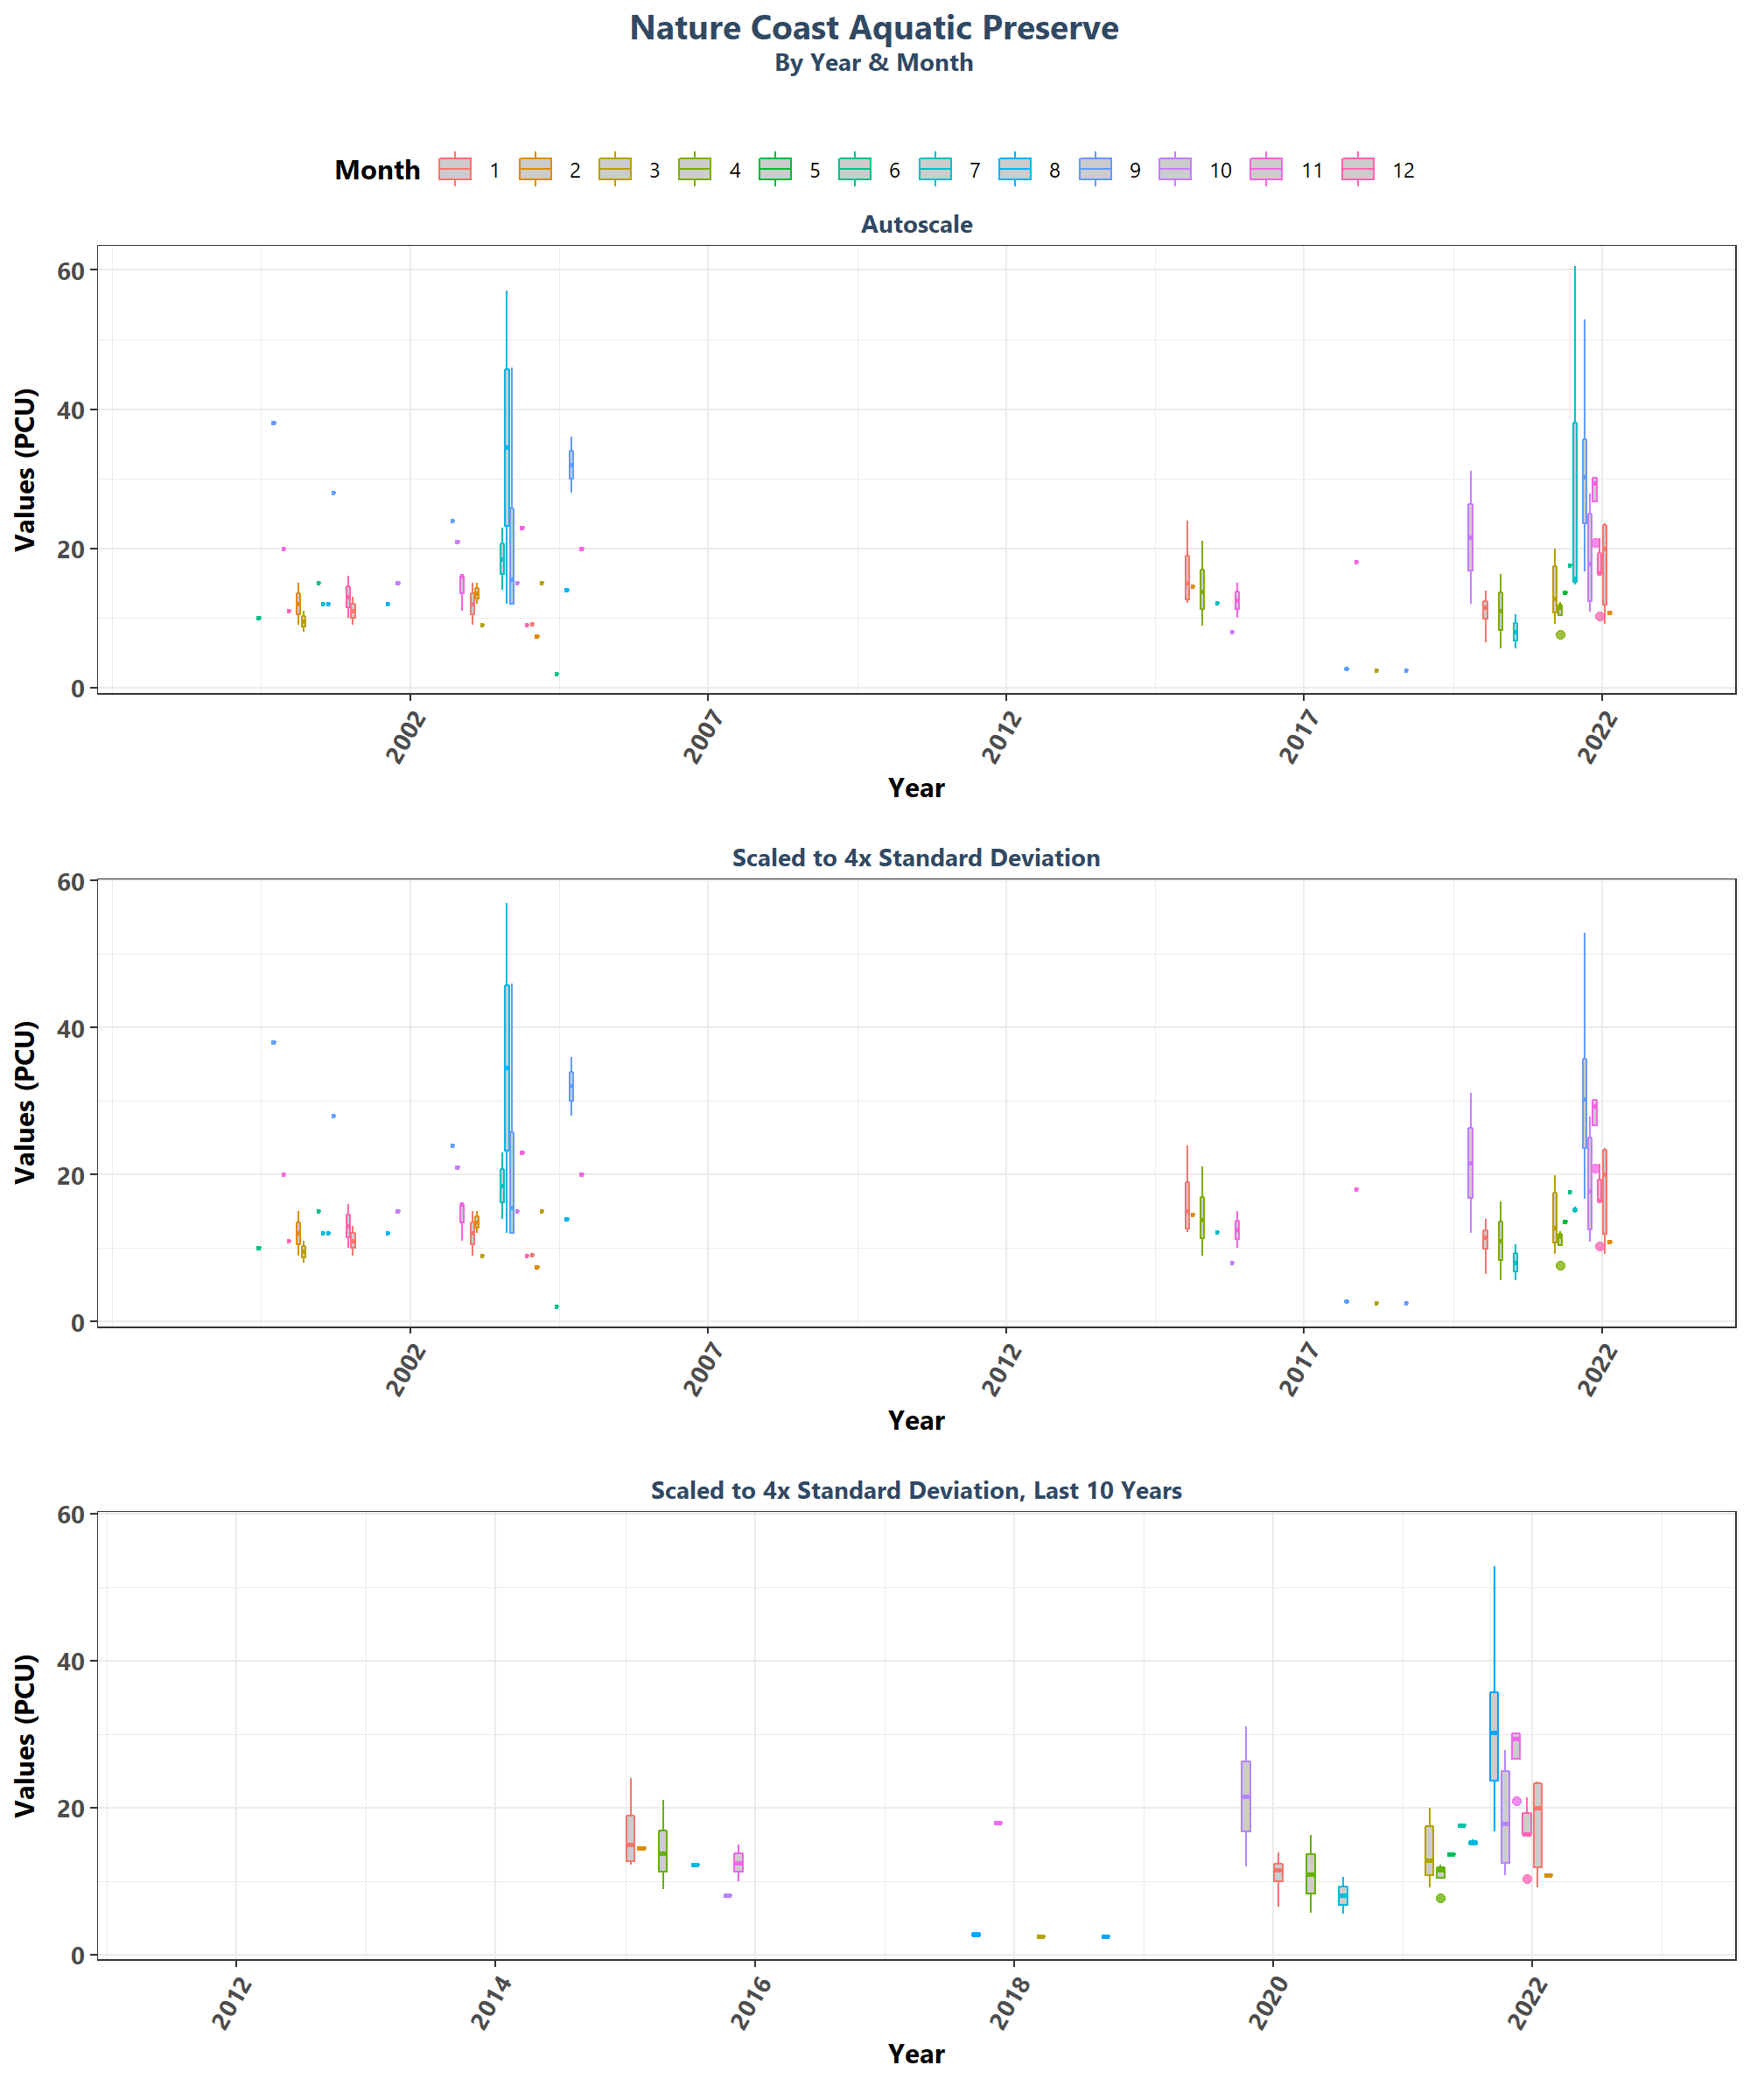 Nature Coast Aquatic Preserve
By Year & Month
Month 1 2 3 4 5 6 7 8 9 10 11 12
Autoscale
60
40
20
0
Values (PCU)
2002 2007 2012 2017 2022
Year
Scaled to 4x Standard Deviation
60
40
20
0
Values (PCU)
2002 2007 2012 2017 2022
Year
Scaled to 4x Standard Deviation, Last 10 Years
60
40
20
0
Values (PCU)
2012 2014 2016 2018 2020 2022
Year